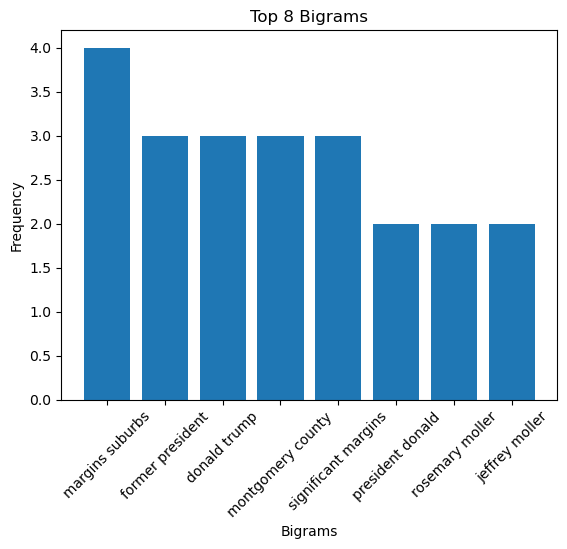 Top 8 Bigrams
Frequency
4.0
3.5
3.0
2.5
2.0
1.5
1.0
0.5
0.0
margins suburbs
former president
donald trump
montgomery county
significant margins
president donald
rosemary moller
jeffrey moller
Bigrams